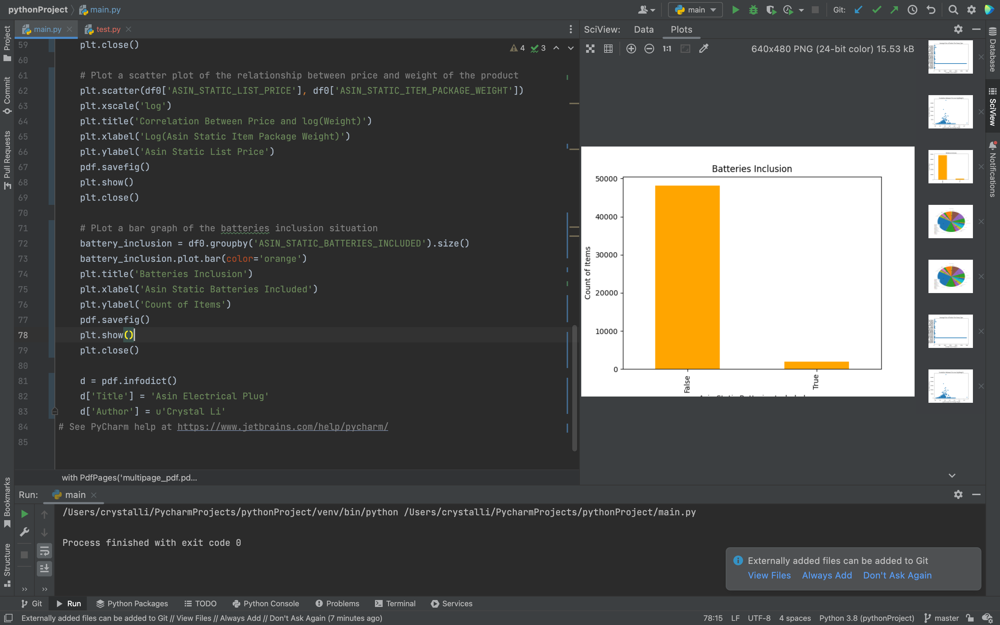 pythonProject
main.py
main
Git:
main.py
test.py
SciView:
Data
Plots
Project
Commit
Pull Requests
Bookmarks
Structure
Database
SciView
Notifications
4
3
640x480 PNG (24-bit color) 15.53 kB
59 plt.close()
60
61 # Plot a scatter plot of the relationship between price and weight of the product
62 plt.scatter(df0['ASIN_STATIC_LIST_PRICE'], df0['ASIN_STATIC_ITEM_PACKAGE_WEIGHT'])
63 plt.xscale('log')
64 plt.title('Correlation Between Price and log(Weight)')
65 plt.xlabel('Log(Asin Static Item Package Weight)')
66 plt.ylabel('Asin Static List Price')
67 pdf.savefig()
68 plt.show()
69 plt.close()
70
71 # PLot a bar graph of the batteries inclusion situation
72 battery_inclusion = df0.groupby('ASIN_STATIC_BATTERIES_INCLUDED').size()
73 battery_inclusion.plot.bar(color='orange')
74 plt.title('Batteries Inclusion')
75 plt.xlabel('Asin Static Batteries Included')
76 plt.ylabel('Count of Items')
77 pdf.savefig()
78 plt.show()
79 plt.close()
80
81 d = pdf.infodict()
82 d['Title'] = 'Asin Electrical Plug'
83 d['Author'] = u'Crystal Li'
84 # See PyCharm help at https://www.jetbrains.com/help/pycharm/
85
with PdfPages('multipage_pdf.pd...
1:1
Batteries Inclusion
50000
40000
30000
20000
10000
0
Count of Items
False
True
Run:
main
/Users/crystalli/PycharmProjects/pythonProject/venv/bin/python /Users/crystalli/PycharmProjects/pythonProject/main.py
Process finished with exit code 0
Externally added files can be added to Git
View Files Always Add Don't Ask Again
Git
Run
Python Packages
TODO
Python Console
Problems
Terminal
Services
Externally added files can be added to Git // View Files // Always Add // Don't Ask Again (7 minutes ago)
78:15 LF UTF-8 4 spaces Python 3.8 (pythonProject) master